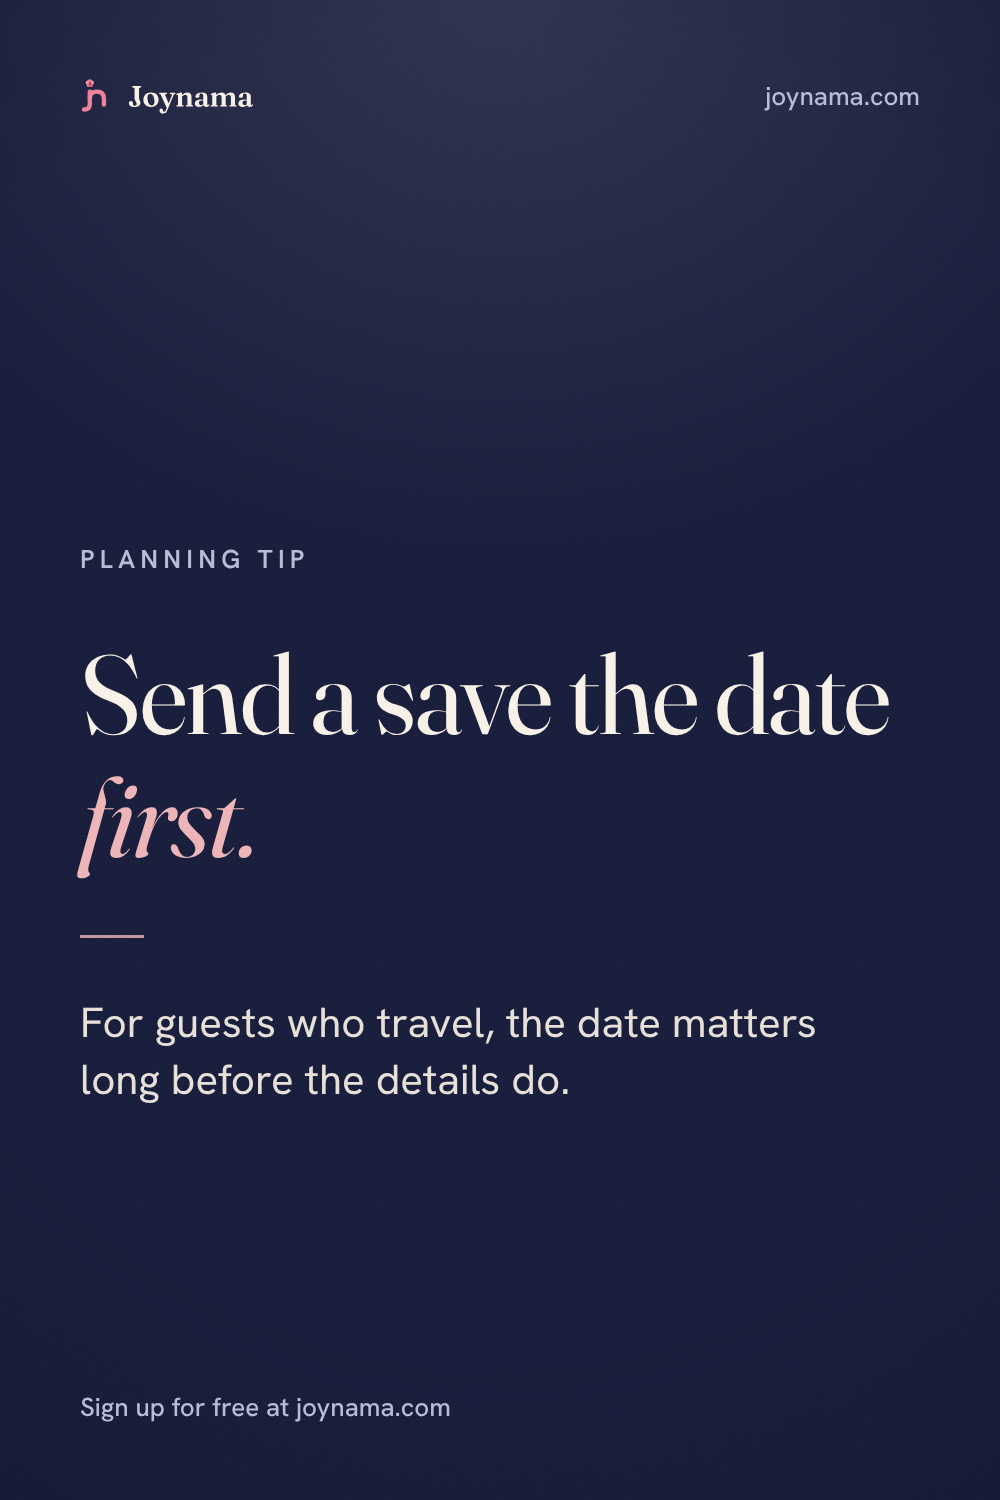 Joynama
joynama.com
PLANNING TIP
Send a save the date
first.
For guests who travel, the date matters
long before the details do.
Sign up for free at joynama.com